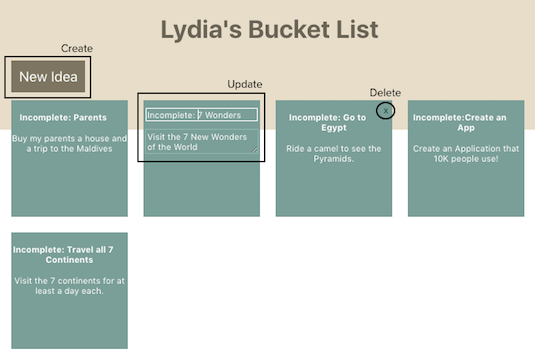 Lydia's Bucket List
Create
New Idea
Update
Delete
Incomplete: Parents
Buy my parents a house and
a trip to the Maldives
Incomplete: 7 Wonders
Visit the 7 New Wonders
of the World
x
Incomplete: Go to
Egypt
Ride a camel to see the
Pyramids.
Incomplete:Create an
App
Create an Application that
10K people use!
Incomplete: Travel all 7
Continents
Visit the 7 continents for at
least a day each.